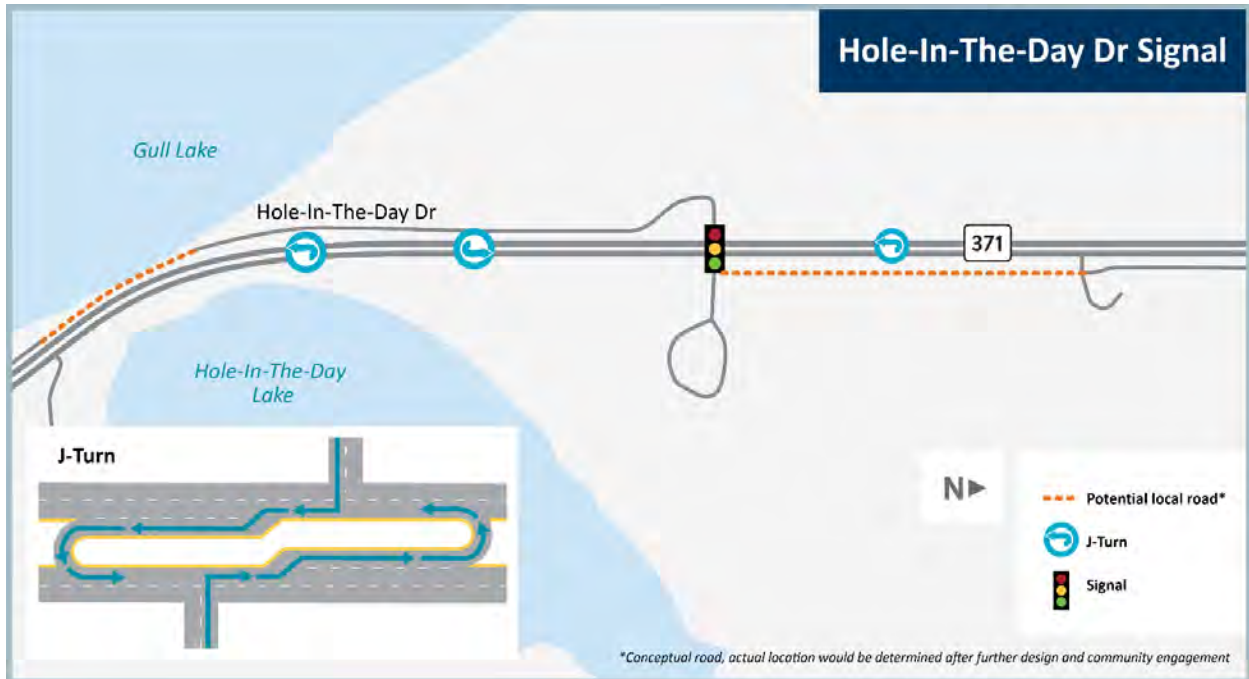 Hole-In-The-Day Dr Signal
Gull Lake
Hole-In-The-Day Dr
371
Hole-In-The-Day
Lake
J-Turn
N
Potential local road*
J-Turn
Signal
*Conceptual road, actual location would be determined after further design and community engagement